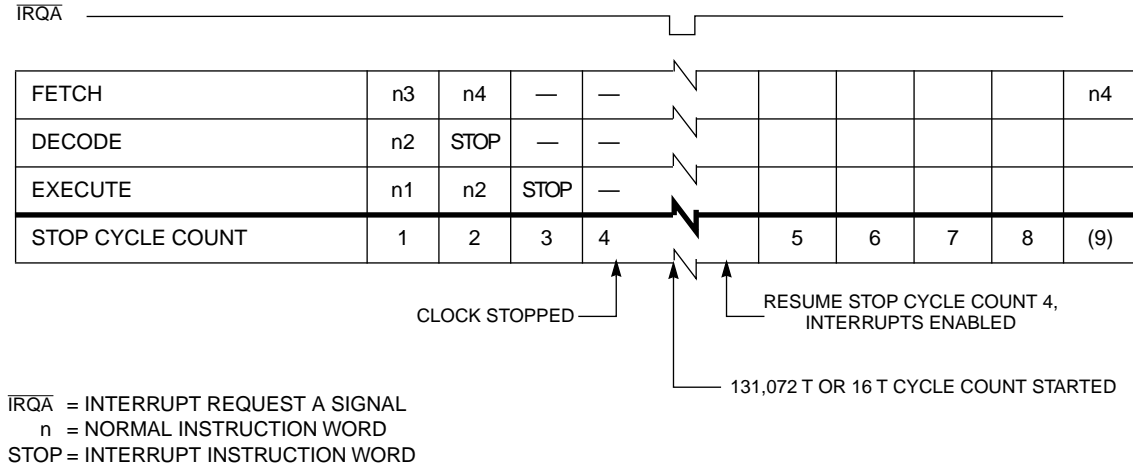 IRQA
FETCH n3 n4 — — n4
DECODE n2 STOP — —
EXECUTE n1 n2 STOP —
STOP CYCLE COUNT 1 2 3 4 5 6 7 8 (9)
CLOCK STOPPED
RESUME STOP CYCLE COUNT 4,
INTERRUPTS ENABLED
131,072 T OR 16 T CYCLE COUNT STARTED
IRQA = INTERRUPT REQUEST A SIGNAL
n = NORMAL INSTRUCTION WORD
STOP = INTERRUPT INSTRUCTION WORD